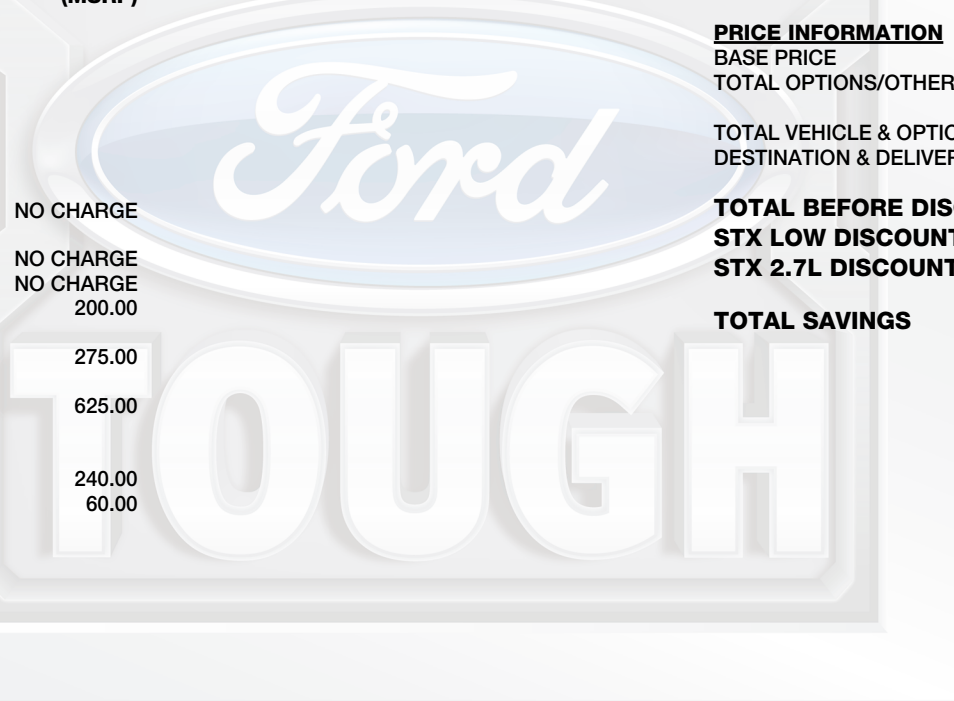 (MSRP)
NO CHARGE
NO CHARGE
NO CHARGE
200.00
275.00
625.00
240.00
60.00
Ford
TOUGH
PRICE INFORMATION
BASE PRICE
TOTAL OPTIONS/OTHER
TOTAL VEHICLE & OPTIO
DESTINATION & DELIVER
TOTAL BEFORE DIS
STX LOW DISCOUNT
STX 2.7L DISCOUNT
TOTAL SAVINGS